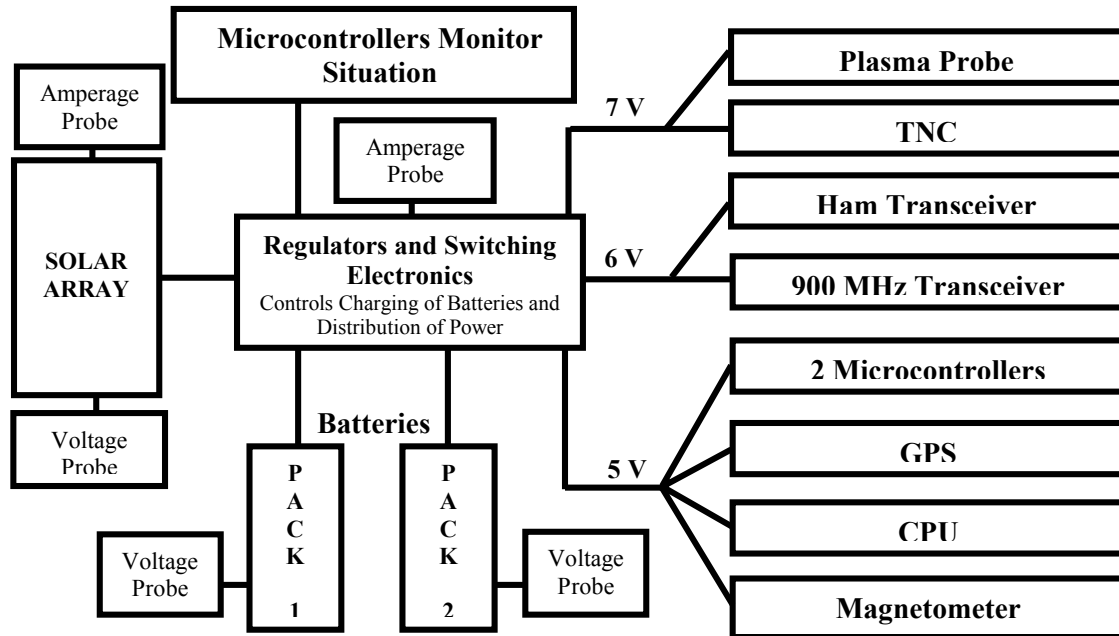 Microcontrollers Monitor
Situation
Amperage
Probe
SOLAR
ARRAY
Voltage
Probe
Amperage
Probe
Regulators and Switching
Electronics
Controls Charging of Batteries and
Distribution of Power
Batteries
P
A
C
K
1
P
A
C
K
2
Voltage
Probe
Voltage
Probe
7 V
Plasma Probe
TNC
6 V
Ham Transceiver
900 MHz Transceiver
5 V
2 Microcontrollers
GPS
CPU
Magnetometer